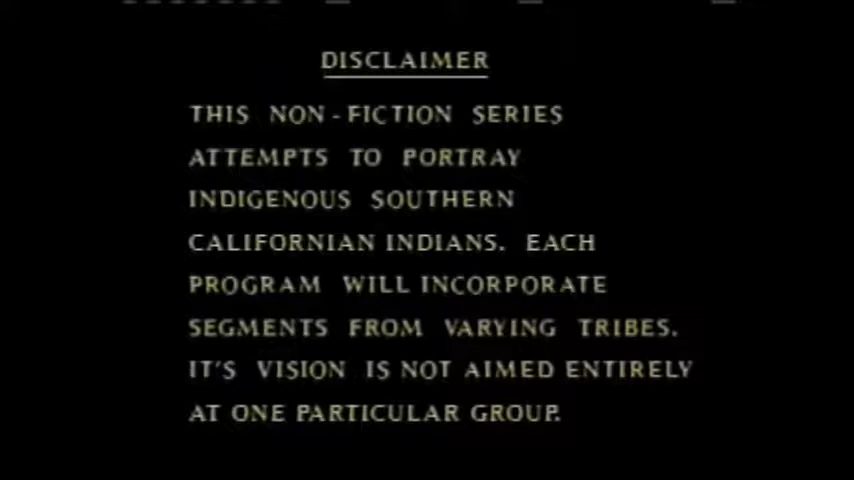 DISCLAIMER
THIS NON-FICTION SERIES
ATTEMPTS TO PORTRAY
INDIGENOUS SOUTHERN
CALIFORNIAN INDIANS. EACH
PROGRAM WILL INCORPORATE
SEGMENTS FROM VARYING TRIBES.
IT'S VISION IS NOT AIMED ENTIRELY
AT ONE PARTICULAR GROUP.